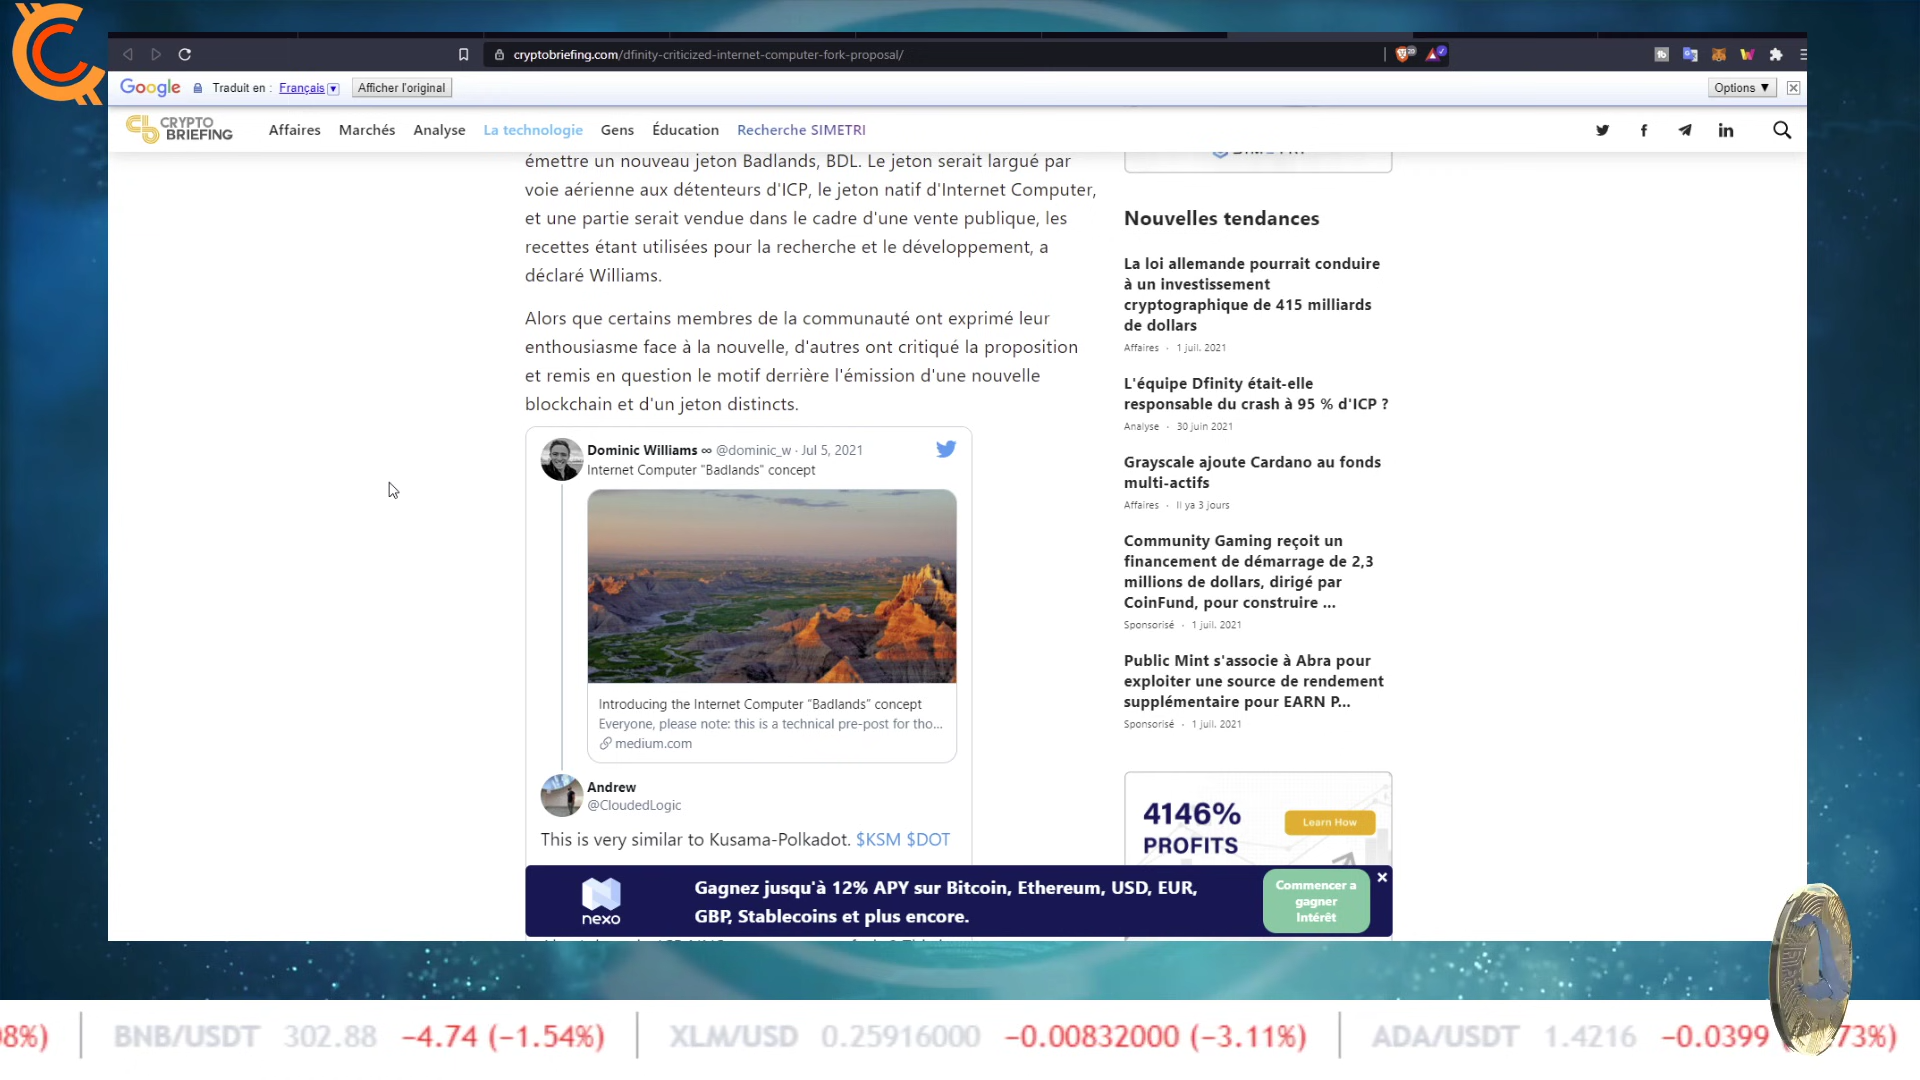 cryptobriefing.com/dfinity-criticized-internet-computer-fork-proposal/
Google Traduit en : Français Afficher l'original Options ▼
CRYPTO BRIEFING
Affaires Marchés Analyse La technologie Gens Éducation Recherche SIMETRI
émettre un nouveau jeton Badlands, BDL. Le jeton serait largué par
voie aérienne aux détenteurs d'ICP, le jeton natif d'Internet Computer,
et une partie serait vendue dans le cadre d'une vente publique, les
recettes étant utilisées pour la recherche et le développement, a
déclaré Williams.
Alors que certains membres de la communauté ont exprimé leur
enthousiasme face à la nouvelle, d'autres ont critiqué la proposition
et remis en question le motif derrière l'émission d'une nouvelle
blockchain et d'un jeton distincts.
Dominic Williams ∞ @dominic_w · Jul 5, 2021
Internet Computer “Badlands” concept
Introducing the Internet Computer “Badlands” concept
Everyone, please note: this is a technical pre-post for tho...
medium.com
Andrew
@CloudedLogic
This is very similar to Kusama-Polkadot. $KSM $DOT
Nouvelles tendances
La loi allemande pourrait conduire
à un investissement
cryptographique de 415 milliards
de dollars
Affaires · 1 juil. 2021
L'équipe Dfinity était-elle
responsable du crash à 95 % d'ICP ?
Analyse · 30 juin 2021
Grayscale ajoute Cardano au fonds
multi-actifs
Affaires · Il ya 3 jours
Community Gaming reçoit un
financement de démarrage de 2,3
millions de dollars, dirigé par
CoinFund, pour construire ...
Sponsorisé · 1 juil. 2021
Public Mint s'associe à Abra pour
exploiter une source de rendement
supplémentaire pour EARN P...
Sponsorisé · 1 juil. 2021
4146%
PROFITS
Learn How
nexo
Gagnez jusqu'à 12% APY sur Bitcoin, Ethereum, USD, EUR,
GBP, Stablecoins et plus encore.
Commencer a
gagner
Intérêt
8%) BNB/USDT 302.88 −4.74 (−1.54%) XLM/USD 0.25916000 −0.00832000 (−3.11%) ADA/USDT 1.4216 −0.0399 73%)